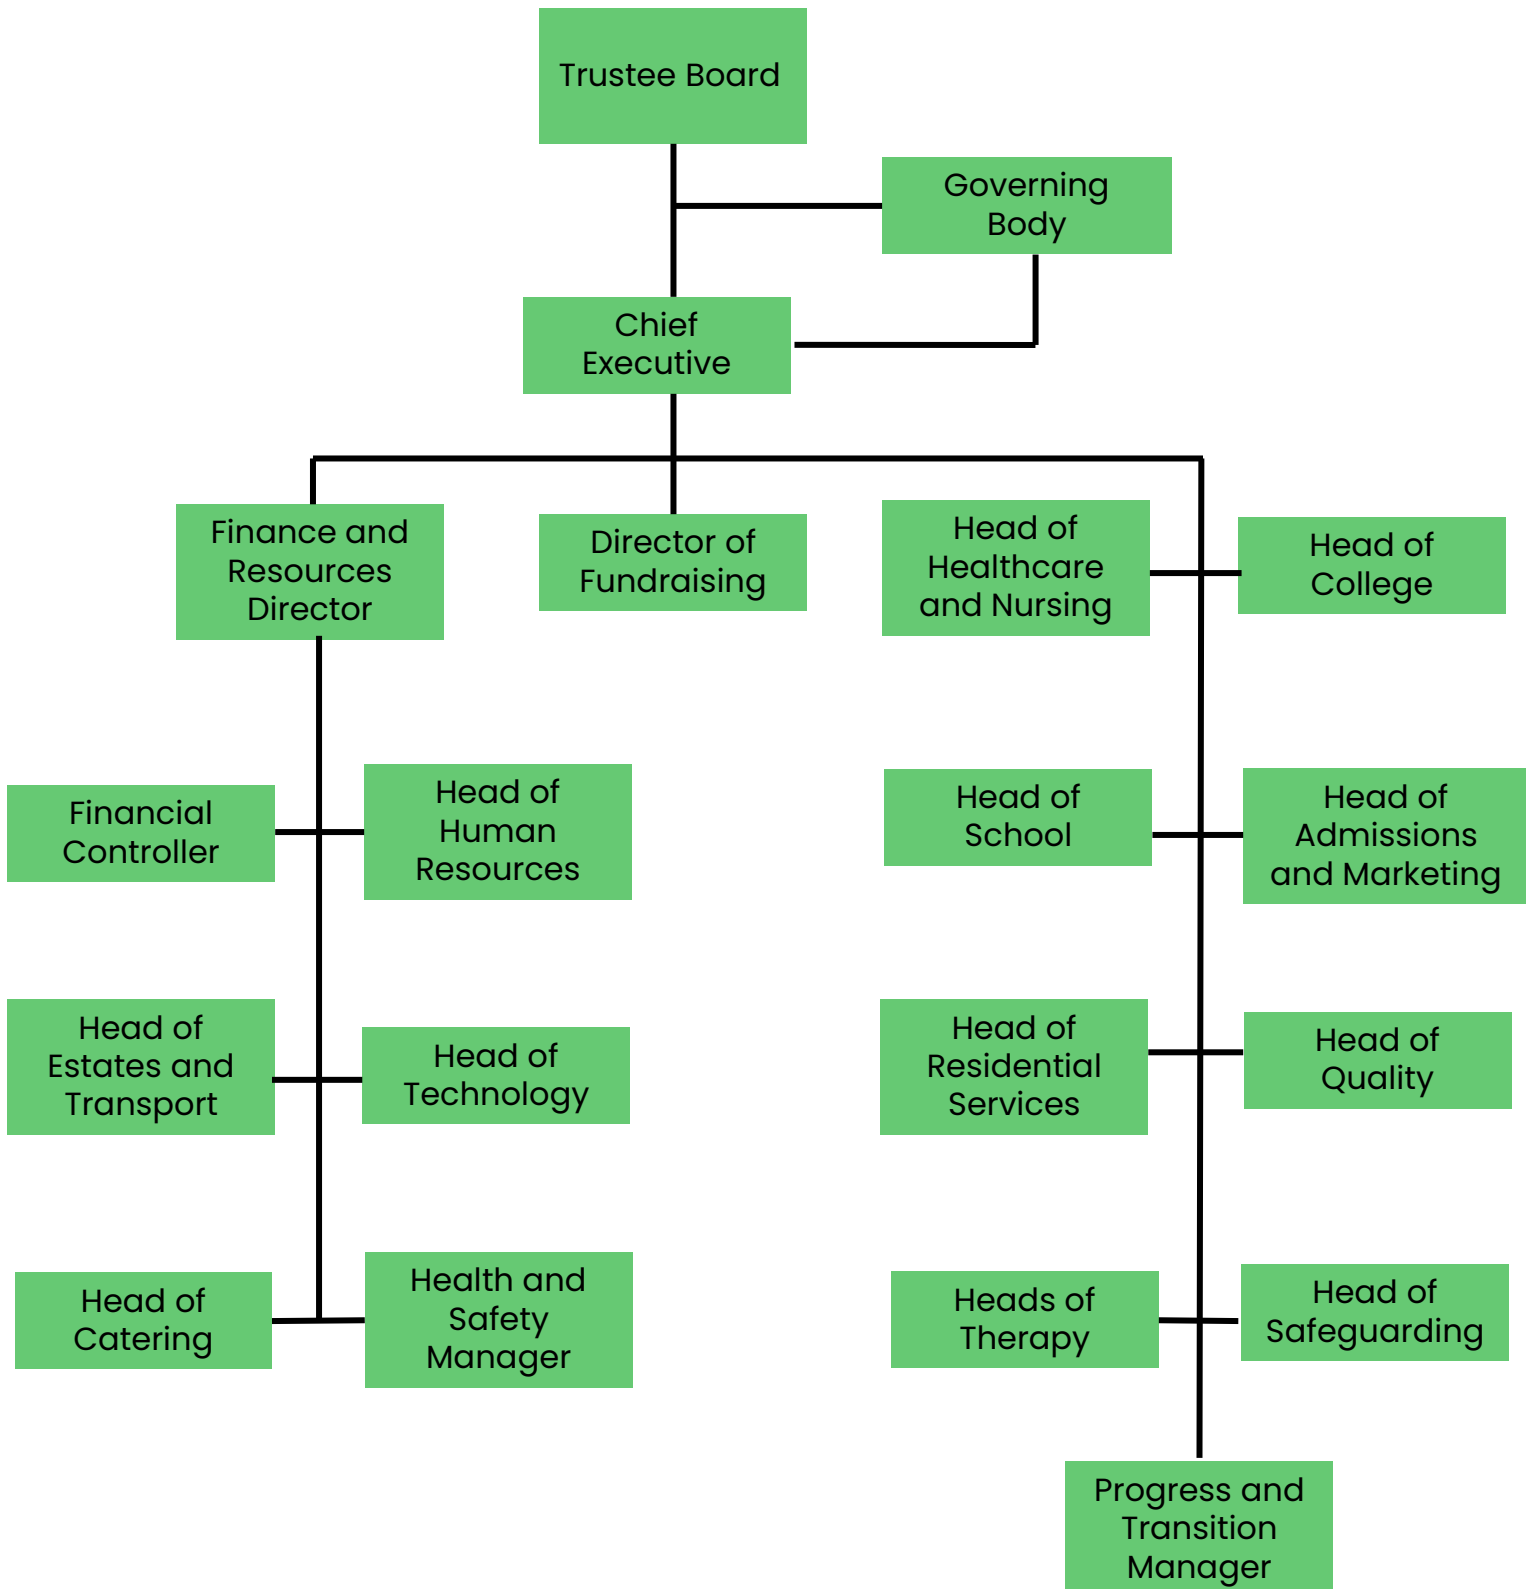 Trustee Board
Governing
Body
Chief
Executive
Finance and
Resources
Director
Director of
Fundraising
Head of
Healthcare
and Nursing
Head of
College
Financial
Controller
Head of
Human
Resources
Head of
School
Head of
Admissions
and Marketing
Head of
Estates and
Transport
Head of
Technology
Head of
Residential
Services
Head of
Quality
Head of
Catering
Health and
Safety
Manager
Heads of
Therapy
Head of
Safeguarding
Progress and
Transition
Manager